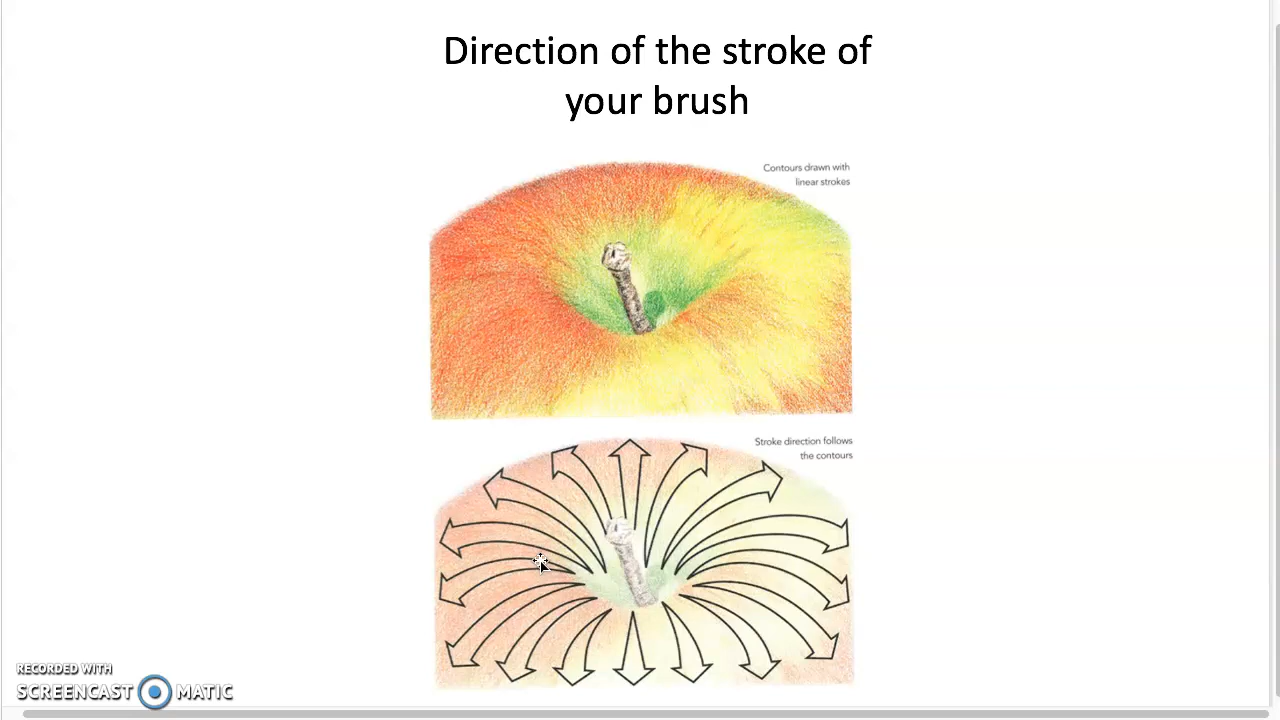 Direction of the stroke of
your brush
Contours drawn with
linear strokes
Stroke direction follows
the contours
RECORDED WITH
SCREENCAST MATIC